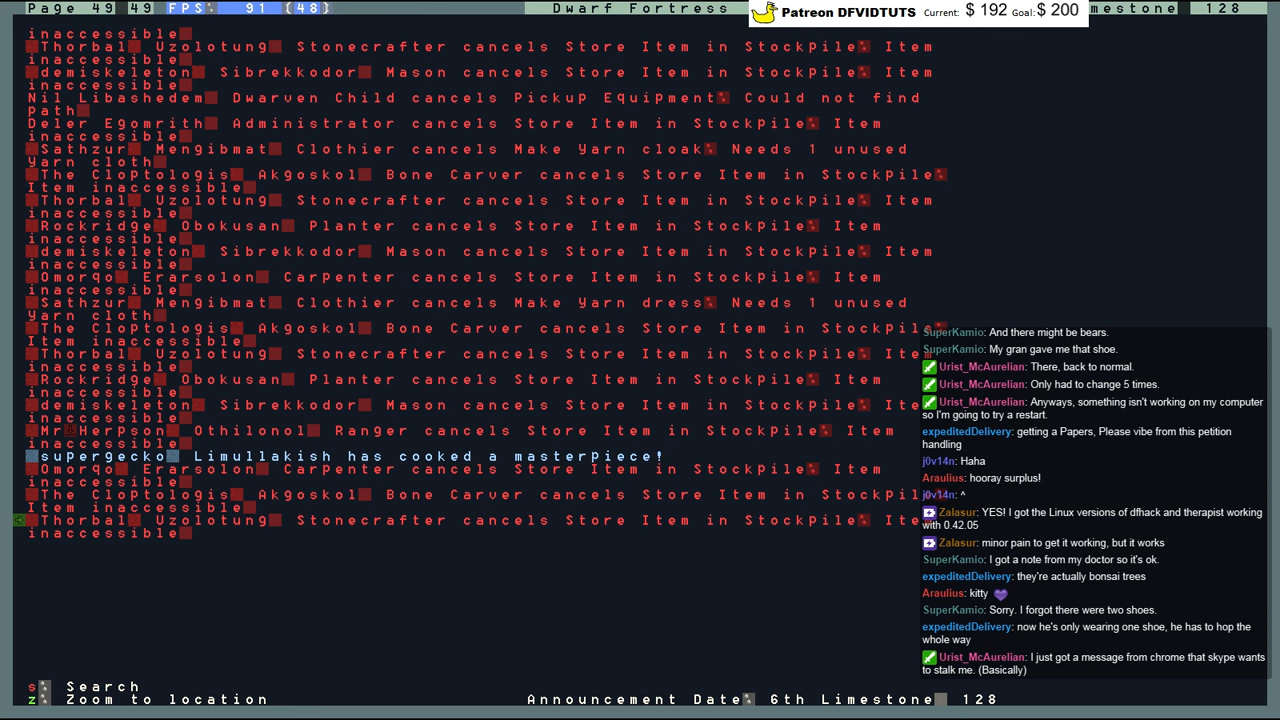 Page 49 49 FPS: 91 (48) Dwarf Fortress
Patreon DFVIDTUTS Current: $ 192 Goal: $ 200
mestone 128
inaccessible
Thorbal Uzolotung Stonecrafter cancels Store Item in Stockpile: Item
inaccessible
demiskeleton Sibrekkodor Mason cancels Store Item in Stockpile: Item
inaccessible
Nil Libashedem Dwarven Child cancels Pickup Equipment: Could not find
path
Deler Egomrith Administrator cancels Store Item in Stockpile: Item
inaccessible
Sathzur Mengibmat Clothier cancels Make Yarn cloak: Needs 1 unused
Yarn cloth
The Cloptologis Akgoskol Bone Carver cancels Store Item in Stockpile:
Item inaccessible
Thorbal Uzolotung Stonecrafter cancels Store Item in Stockpile: Item
inaccessible
Rockridge Obokusan Planter cancels Store Item in Stockpile: Item
inaccessible
demiskeleton Sibrekkodor Mason cancels Store Item in Stockpile: Item
inaccessible
Omorqo Erarsolon Carpenter cancels Store Item in Stockpile: Item
inaccessible
Sathzur Mengibmat Clothier cancels Make Yarn dress: Needs 1 unused
Yarn cloth
The Cloptologis Akgoskol Bone Carver cancels Store Item in Stockpile:
Item inaccessible
Thorbal Uzolotung Stonecrafter cancels Store Item in Stockpile: Item
inaccessible
Rockridge Obokusan Planter cancels Store Item in Stockpile: Item
inaccessible
demiskeleton Sibrekkodor Mason cancels Store Item in Stockpile: Ite
inaccessible
Mr Herpson Othilonol Ranger cancels Store Item in Stockpile: Item
inaccessible
supergecko Limullakish has cooked a masterpiece!
Omorqo Erarsolon Carpenter cancels Store Item in Stockpile: Item
inaccessible
The Cloptologis Akgoskol Bone Carver cancels Store Item in Stockpil
Item inaccessible
Thorbal Uzolotung Stonecrafter cancels Store Item in Stockpile: Ite
inaccessible
s: Search
z: Zoom to location Announcement Date: 6th Limestone 128
SuperKamio: And there might be bears.
SuperKamio: My gran gave me that shoe.
Urist_McAurelian: There, back to normal.
Urist_McAurelian: Only had to change 5 times.
Urist_McAurelian: Anyways, something isn't working on my computer
so I'm going to try a restart.
expeditedDelivery: getting a Papers, Please vibe from this petition
handling
j0v14n: Haha
Araulius: hooray surplus!
j0v14n: ^
Zalasur: YES! I got the Linux versions of dfhack and therapist working
with 0.42.05
Zalasur: minor pain to get it working, but it works
SuperKamio: I got a note from my doctor so it's ok.
expeditedDelivery: they're actually bonsai trees
Araulius: kitty
SuperKamio: Sorry. I forgot there were two shoes.
expeditedDelivery: now he's only wearing one shoe, he has to hop the
whole way
Urist_McAurelian: I just got a message from chrome that skype wants
to stalk me. (Basically)